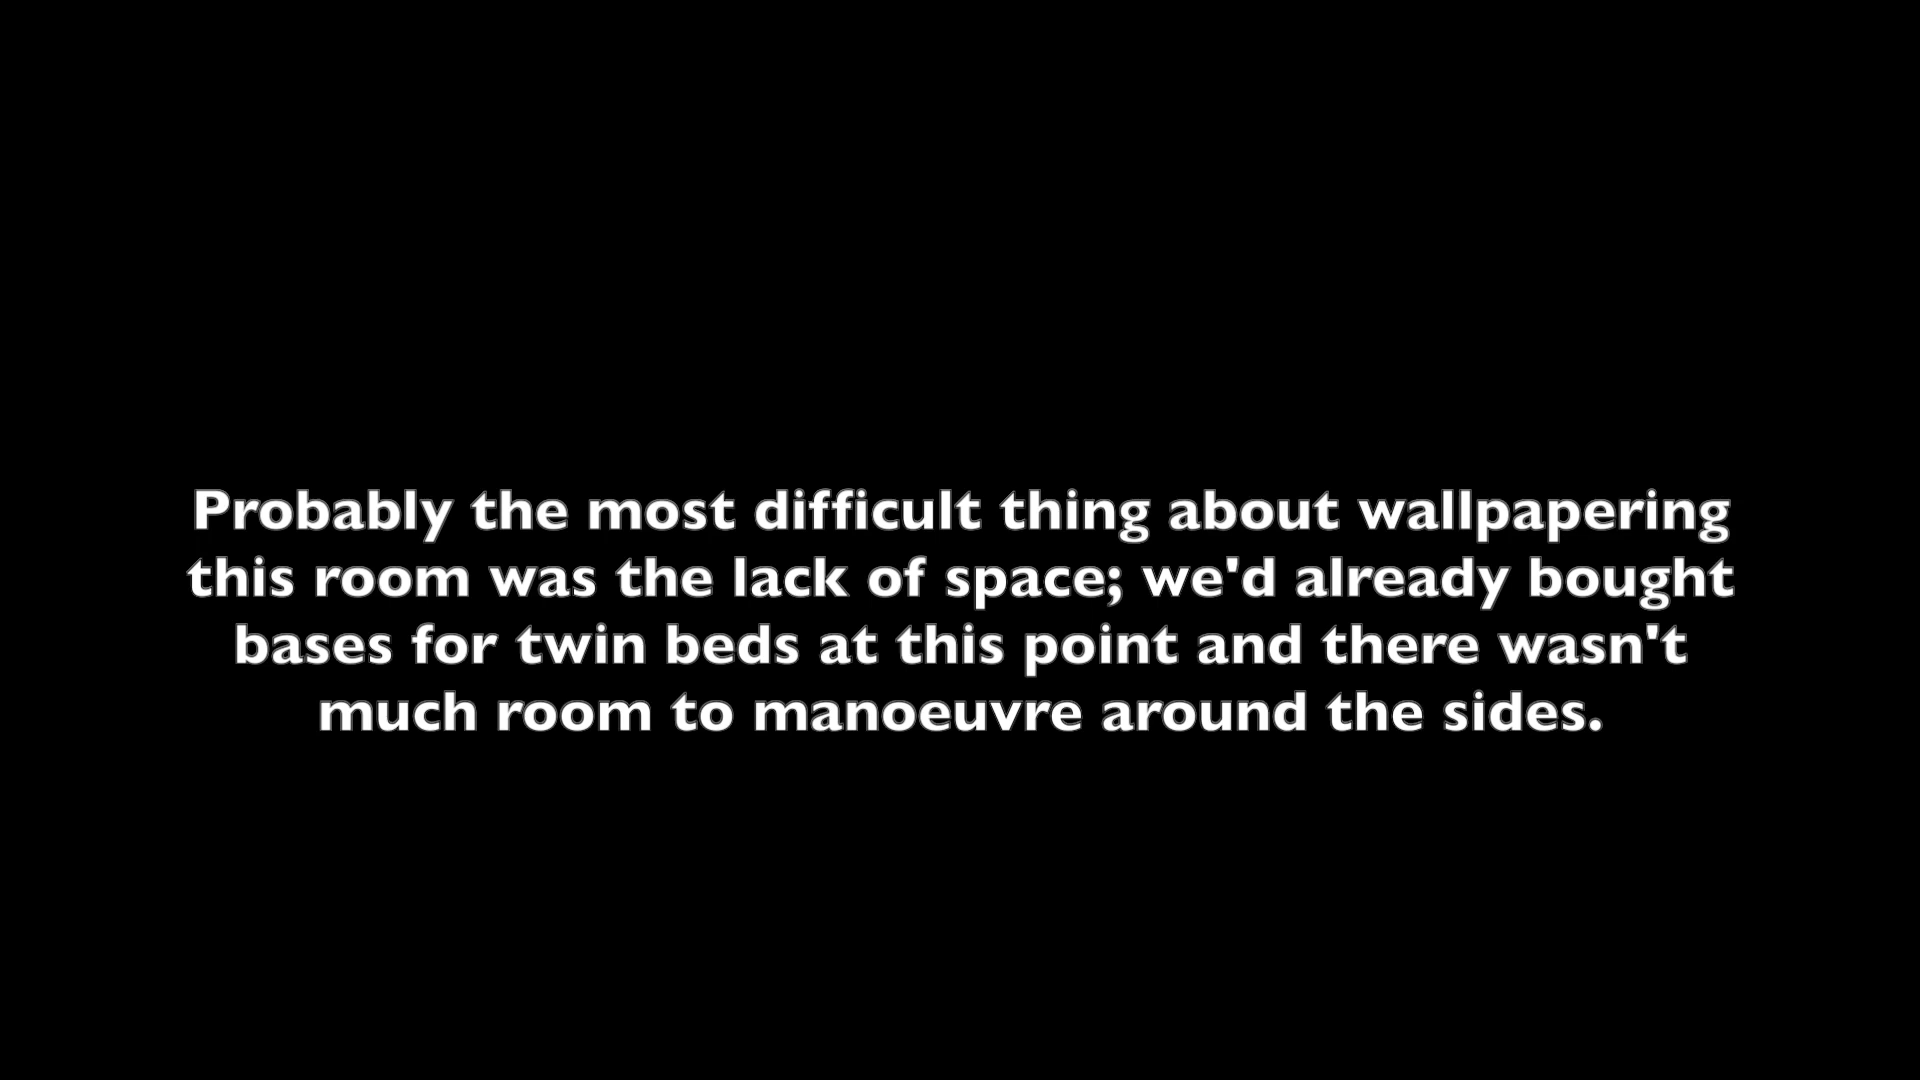 Probably the most difficult thing about wallpapering
this room was the lack of space; we'd already bought
bases for twin beds at this point and there wasn't
much room to manoeuvre around the sides.